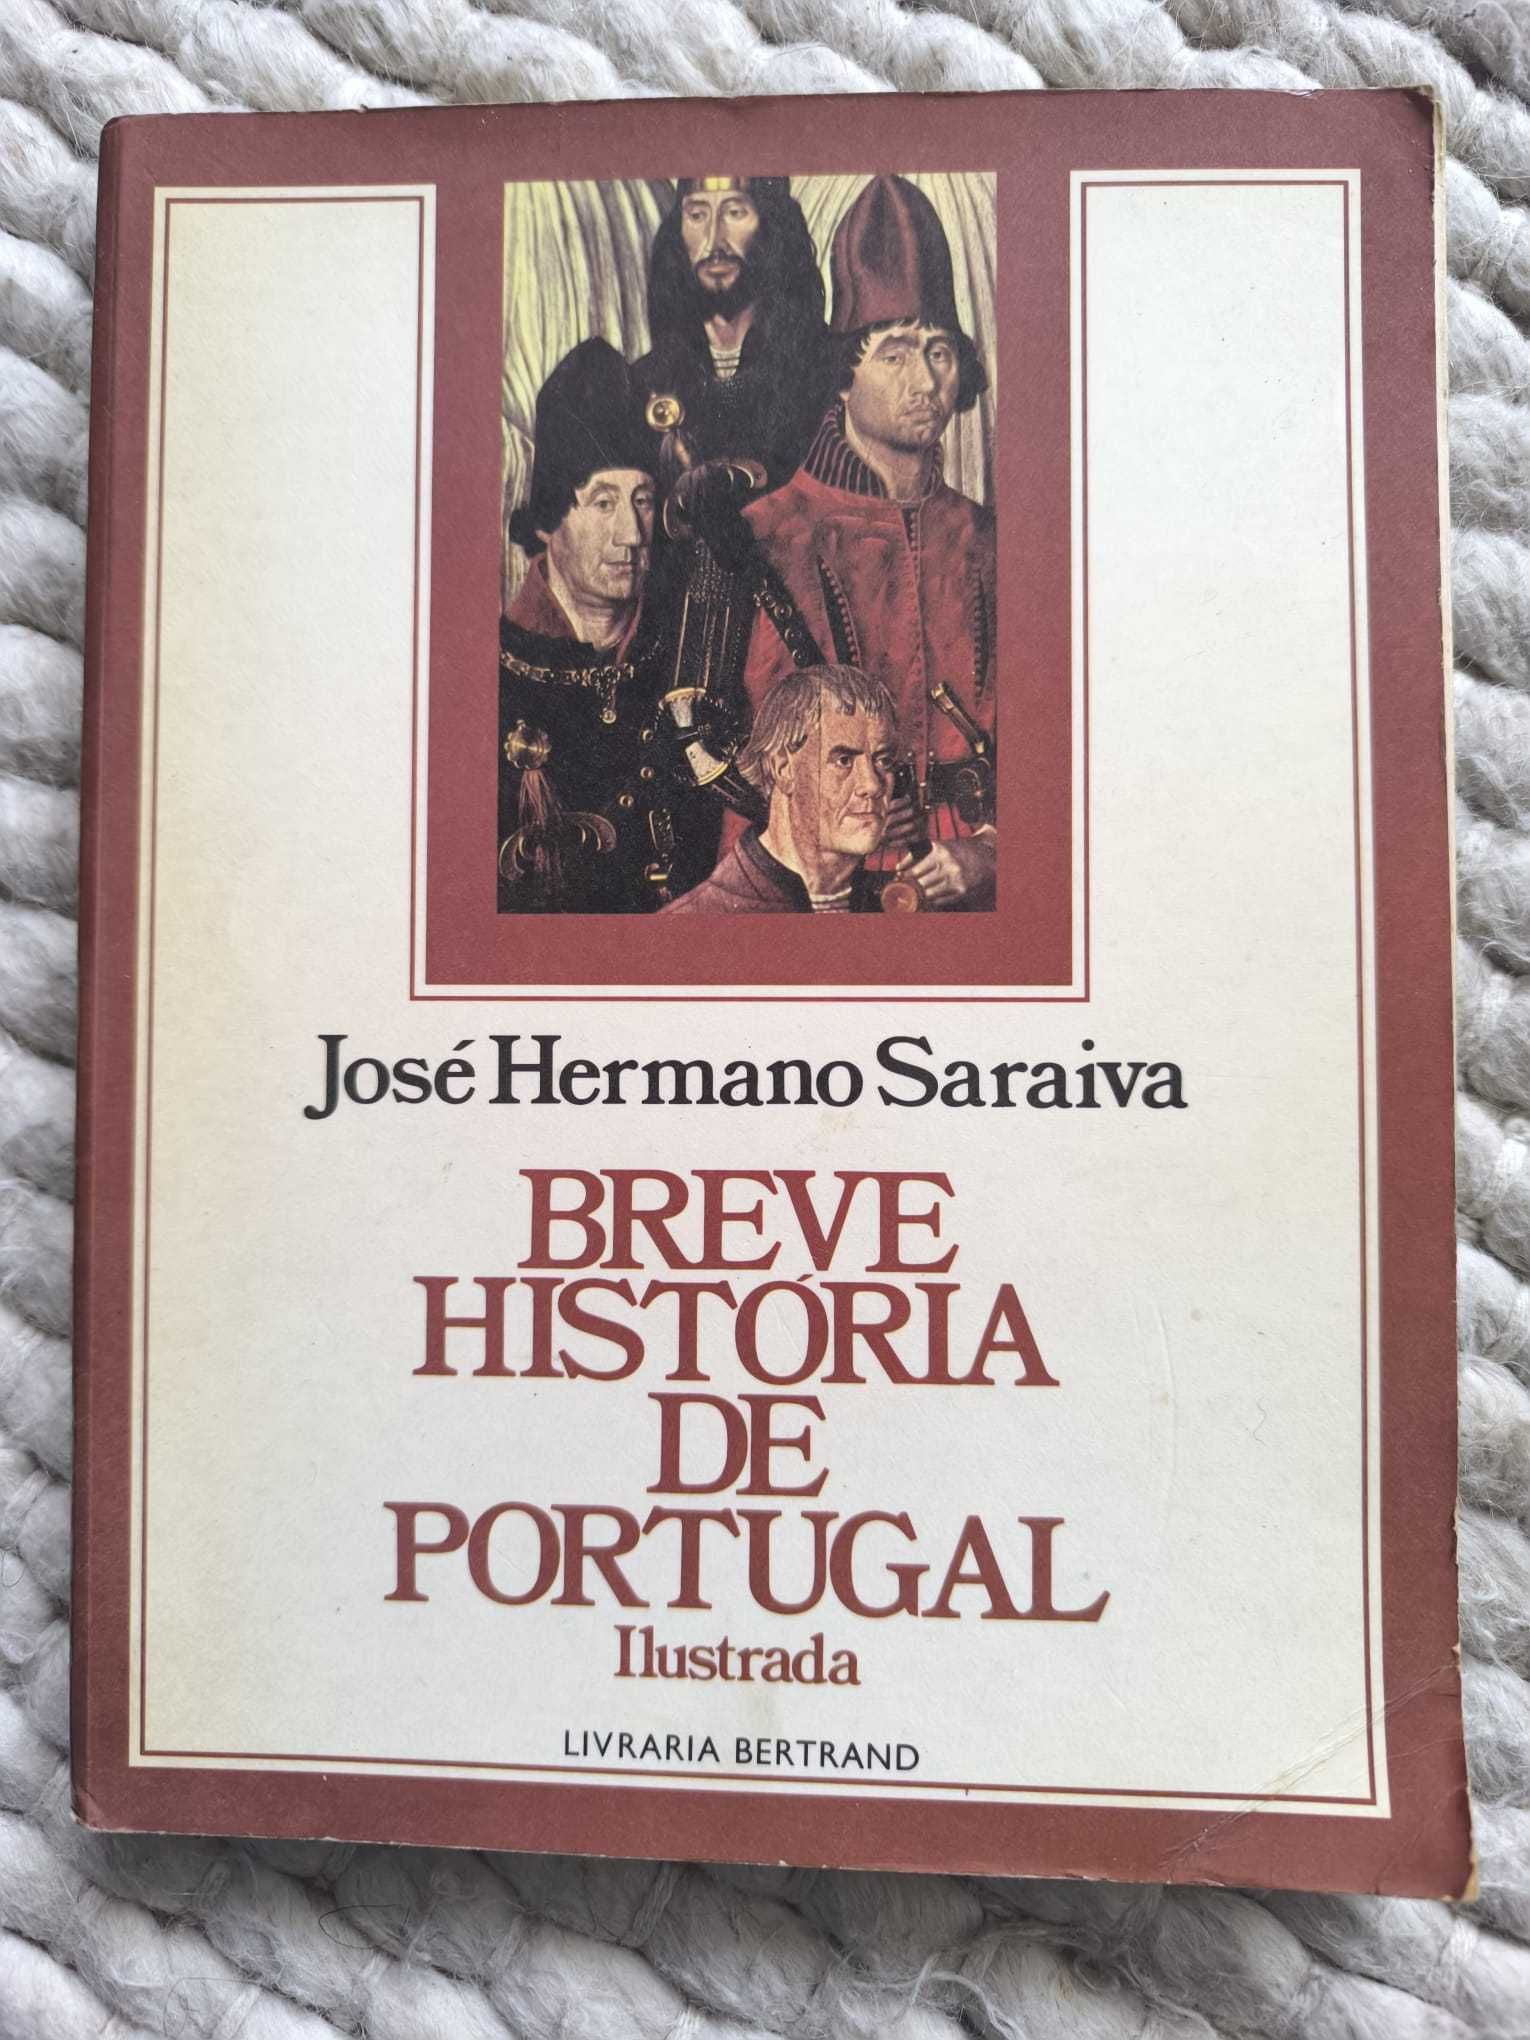 José Hermano Saraiva
BREVE
HISTÓRIA
DE
PORTUGAL
Ilustrada
LIVRARIA BERTRAND